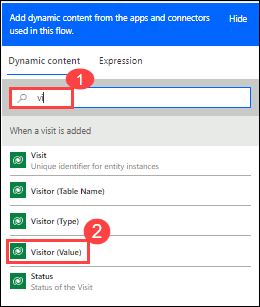 Add dynamic content from the apps and connectors
used in this flow.
Hide
Dynamic content
Expression
1
vi
When a visit is added
Visit
Unique identifier for entity instances
Visitor (Table Name)
Visitor (Type)
2
Visitor (Value)
Status
Status of the Visit